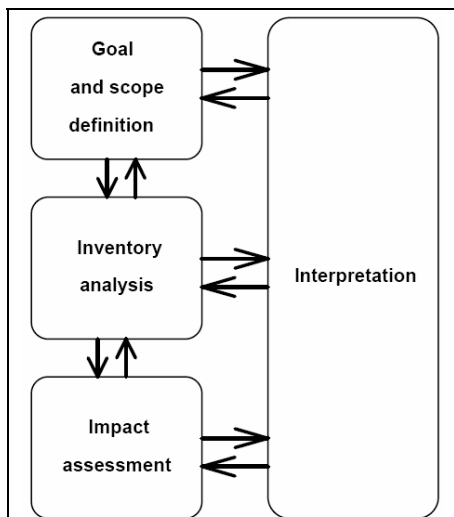 Goal
and scope
definition
Inventory
analysis
Interpretation
Impact
assessment